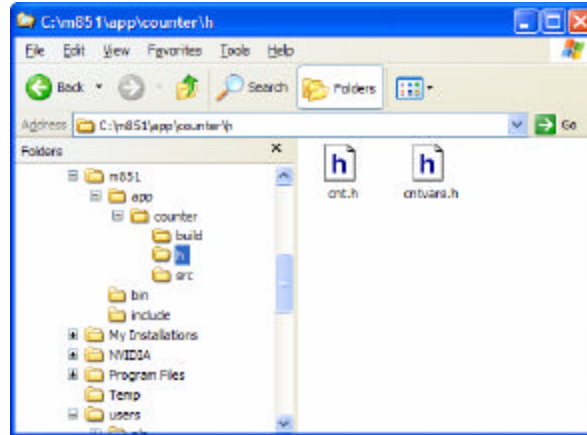 C:\m851\app\counter\h
File Edit View Favorites Tools Help
Back Search Folders
Address C:\m851\app\counter\h Go
Folders x
m851
app
counter
build
h
src
bin
include
My Installations
NVIDIA
Program Files
Temp
users
h cnt.h
h cntvars.h